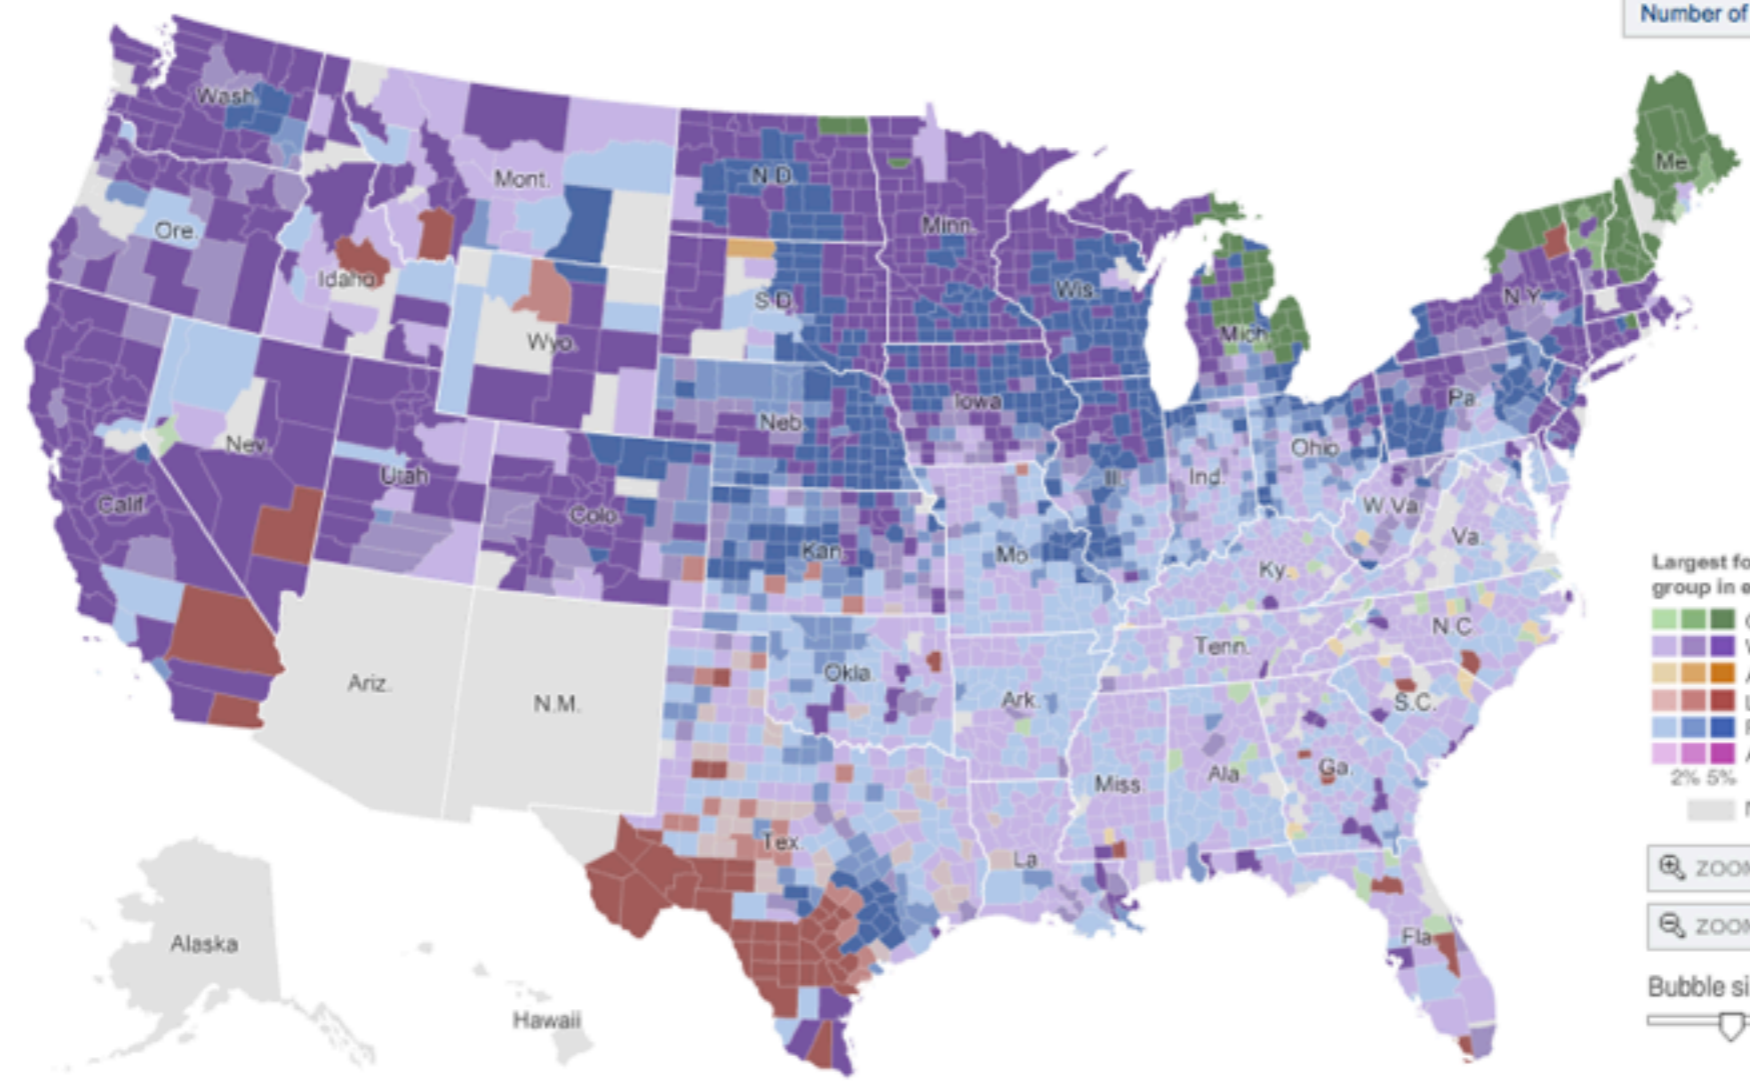 Number of
Wash.
Mont.
N.D.
Minn.
Me.
Ore.
Idaho
S.D.
Wis.
Mich.
N.Y.
Wyo.
Iowa
Neb.
Pa.
Nev.
Utah
Ill.
Ind.
Ohio
Calif.
Colo.
Kan.
Mo.
W.Va.
Va.
Ky.
Largest fo
group in e
N.C.
Tenn.
Ariz.
N.M.
Okla.
Ark.
S.C.
Miss.
Ala.
Ga.
2% 5%
Tex.
La.
ZOO
Fla.
ZOO
Alaska
Hawaii
Bubble si